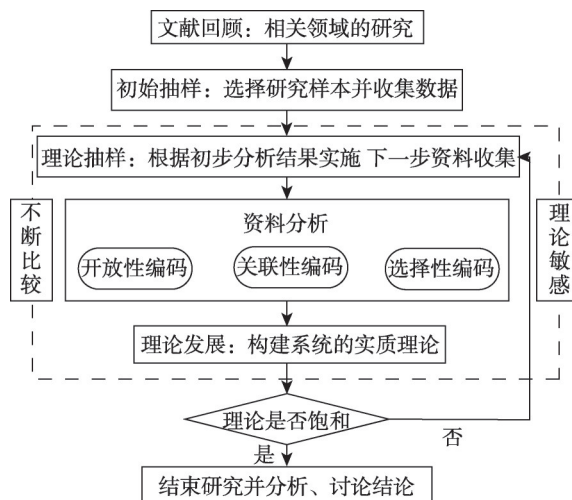 文献回顾：相关领域的研究
初始抽样：选择研究样本并收集数据
理论抽样：根据初步分析结果实施 下一步资料收集
不断比较
资料分析
理论敏感
开放性编码
关联性编码
选择性编码
理论发展：构建系统的实质理论
理论是否饱和
否
是
结束研究并分析、讨论结论